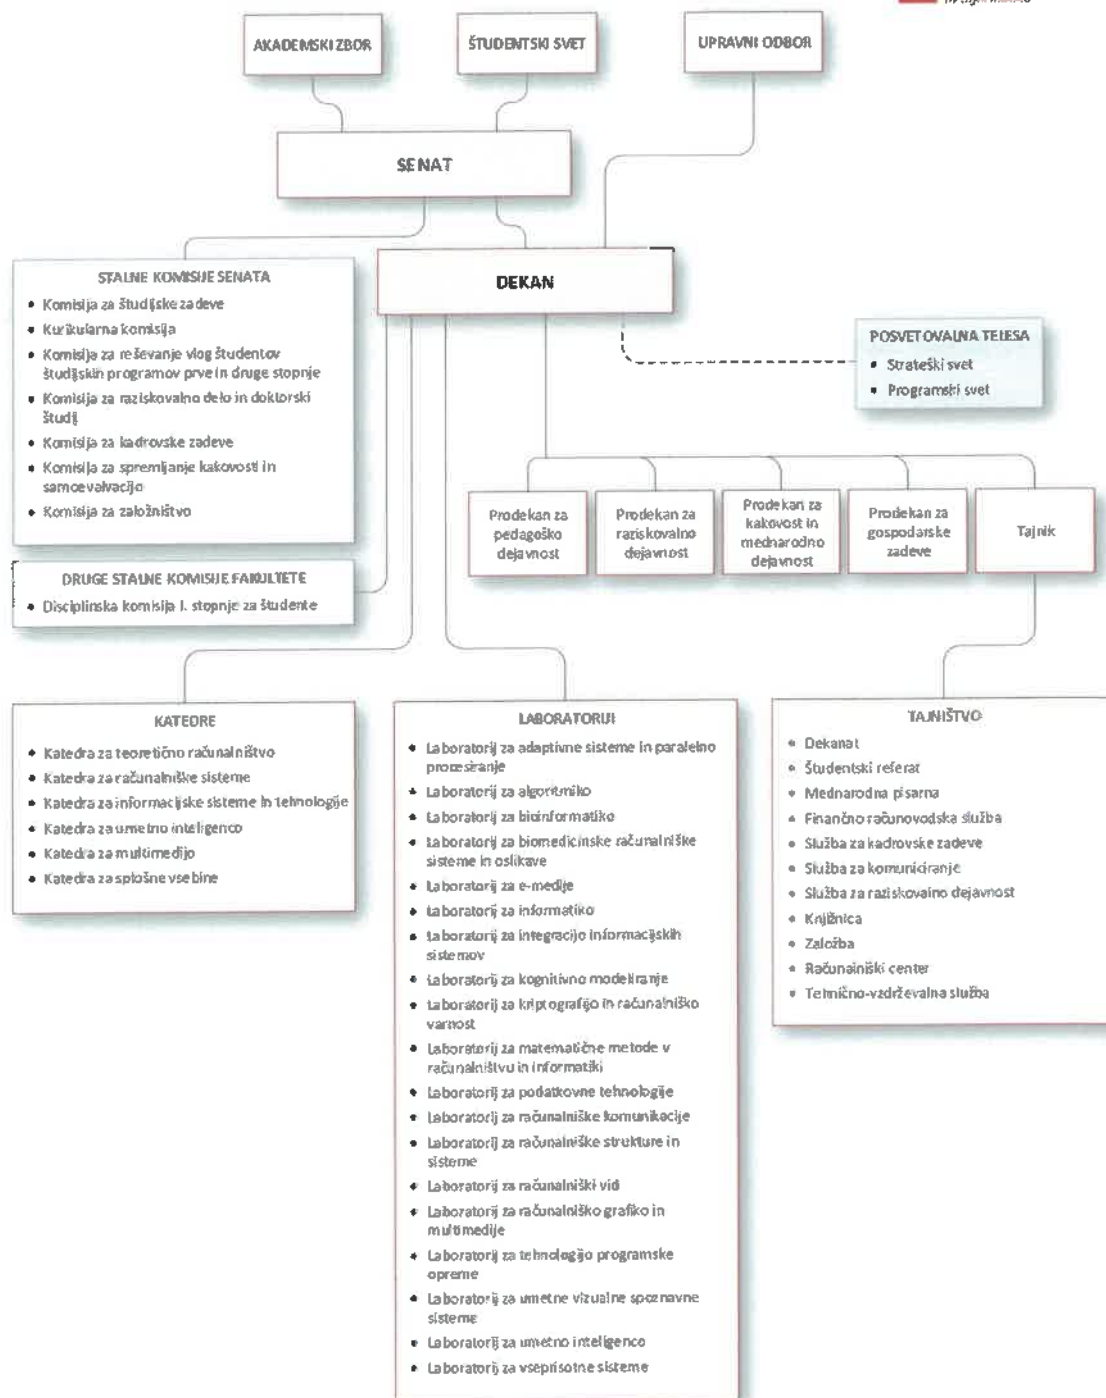 AKADEMSKI ZBOR
ŠTUDENTSKI SVET
UPRAVNI ODBOR
SENAT
DEKAN
STALNE KOMISIJE SENATA
Komisija za študijske zadeve
Kurikularna komisija
Komisija za reševanje vlog študentov
študijskih programov prve in druge stopnje
Komisija za raziskovalno delo in doktorski
študij
Komisija za kadrovske zadeve
Komisija za spremljanje kakovosti in
samoevalvacijo
Komisija za založništvo
POSVETOVALNA TELESA
Strateški svet
Programski svet
Prodekan za
pedagoško
dejavnost
Prodekan za
raziskovalno
dejavnost
Prodekan za
kakovost in
mednarodno
dejavnost
Prodekan za
gospodarske
zadeve
Tajnik
DRUGE STALNE KOMISIJE FAKULTETE
Disciplinska komisija I. stopnje za študente
KATEDRE
Katedra za teoretično računalništvo
Katedra za računalniške sisteme
Katedra za informacijske sisteme in tehnologije
Katedra za umetno inteligenco
Katedra za multimedijo
Katedra za splošne vsebine
LABORATORIJI
Laboratorij za adaptivne sisteme in paralelno
procesiranje
Laboratorij za algoritmiko
Laboratorij za bioinformatiko
Laboratorij za biomedicinske računalniške
sisteme in oslikave
Laboratorij za e-medije
Laboratorij za informatiko
Laboratorij za integracijo informacijskih
sistemov
Laboratorij za kognitivno modeliranje
Laboratorij za kriptografijo in računalniško
varnost
Laboratorij za matematične metode v
računalništvu in informatiki
Laboratorij za podatkovne tehnologije
Laboratorij za računalniške komunikacije
Laboratorij za računalniške strukture in
sisteme
Laboratorij za računalniški vid
Laboratorij za računalniško grafiko in
multimedije
Laboratorij za tehnologijo programske
opreme
Laboratorij za umetne vizualne spoznavne
sisteme
Laboratorij za umetno inteligenco
Laboratorij za vseprisotne sisteme
TAJNIŠTVO
Dekanat
Študentski referat
Mednarodna pisarna
Finančno računovodska služba
Služba za kadrovske zadeve
Služba za komuniciranje
Služba za raziskovalno dejavnost
Knjižnica
Založba
Računalniški center
Tehnično-vzdrževalna služba